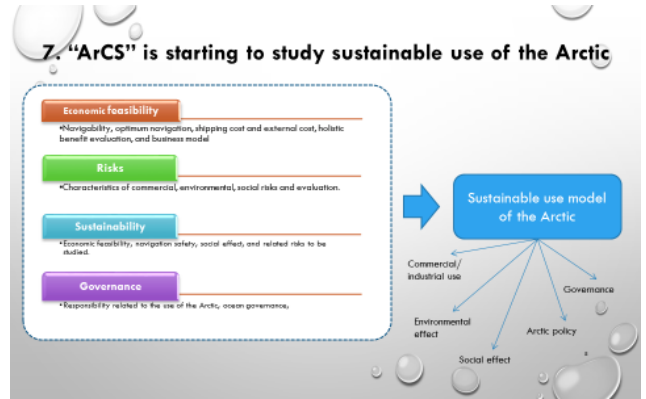 7. “ArCS” is starting to study sustainable use of the Arctic
Economic feasibility
•Navigability, optimum navigation, shipping cost and external cost, holistic
benefit evaluation, and business model
Risks
•Characteristics of commercial, environmental, social risks and evaluation.
Sustainability
•Economic feasibility, navigation safety, social effect, and related risks to be
studied.
Governance
•Responsibility related to the use of the Arctic, ocean governance,
Sustainable use model
of the Arctic
Commercial/
industrial use
Governance
Environmental
effect
Arctic policy
Social effect